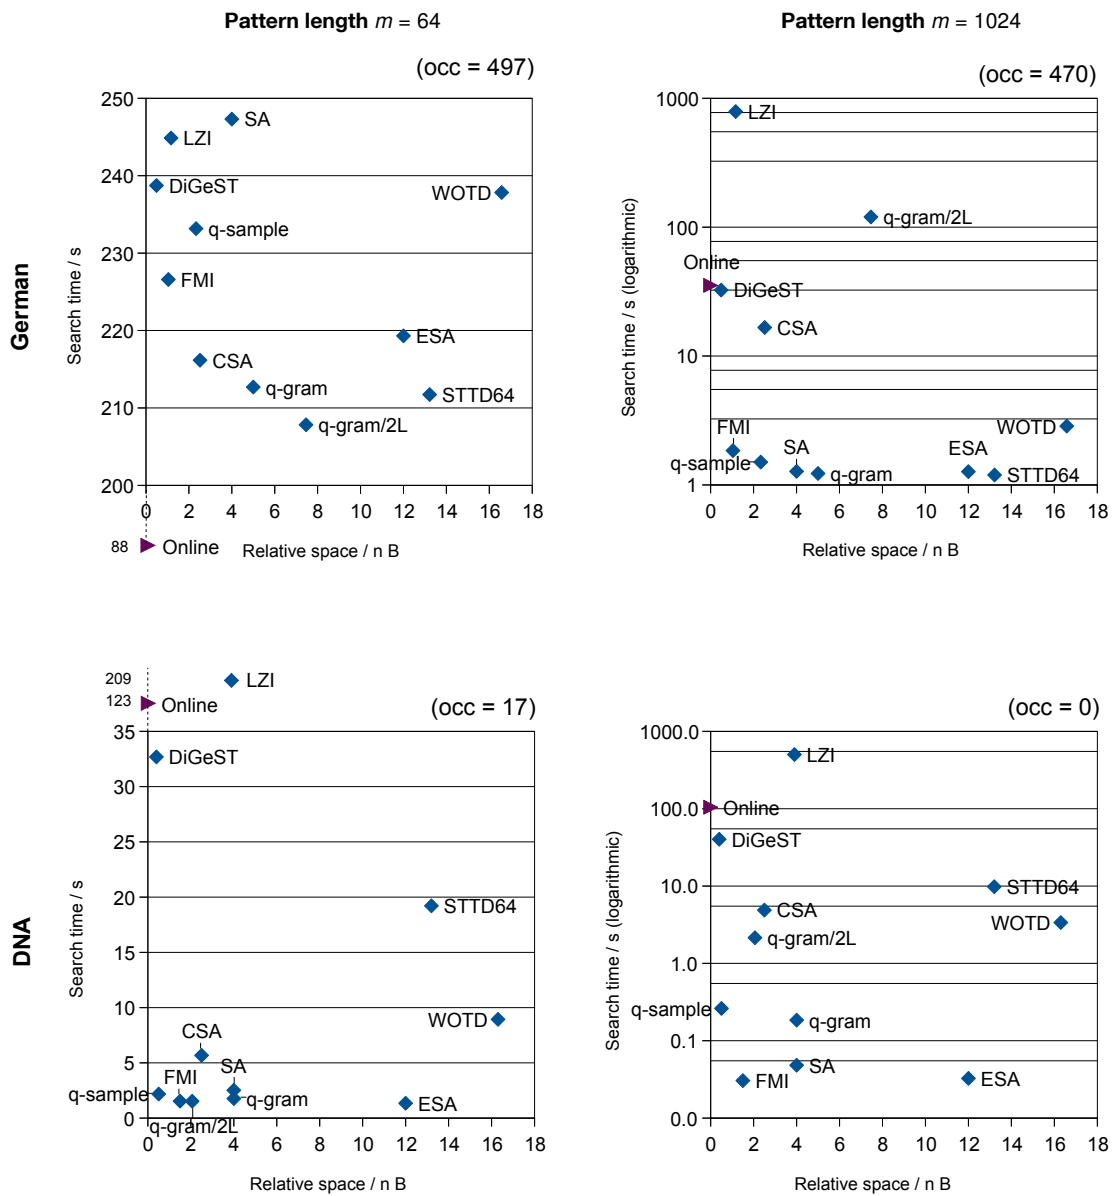 Pattern length m = 64
Pattern length m = 1024
(occ = 497)
250
240
230
220
210
200
0 2 4 6 8 10 12 14 16 18
Search time / s
German
SA
LZI
DiGeST
WOTD
q-sample
FMI
ESA
CSA
q-gram
STTD64
q-gram/2L
88
Online
Relative space / n B
(occ = 470)
1000
100
10
1
0 2 4 6 8 10 12 14 16 18
Search time / s (logarithmic)
LZI
q-gram/2L
Online
DiGeST
CSA
FMI
WOTD
SA
ESA
q-sample
q-gram
STTD64
Relative space / n B
209
LZI
123
Online
(occ = 17)
35
30
25
20
15
10
5
0
0 2 4 6 8 10 12 14 16 18
Search time / s
DNA
DiGeST
STTD64
WOTD
CSA
SA
FMI
q-sample
q-gram
ESA
q-gram/2L
Relative space / n B
(occ = 0)
1000.0
100.0
10.0
1.0
0.1
0.0
0 2 4 6 8 10 12 14 16 18
Search time / s (logarithmic)
LZI
Online
DiGeST
STTD64
CSA
WOTD
q-gram/2L
q-sample
q-gram
SA
FMI
ESA
Relative space / n B